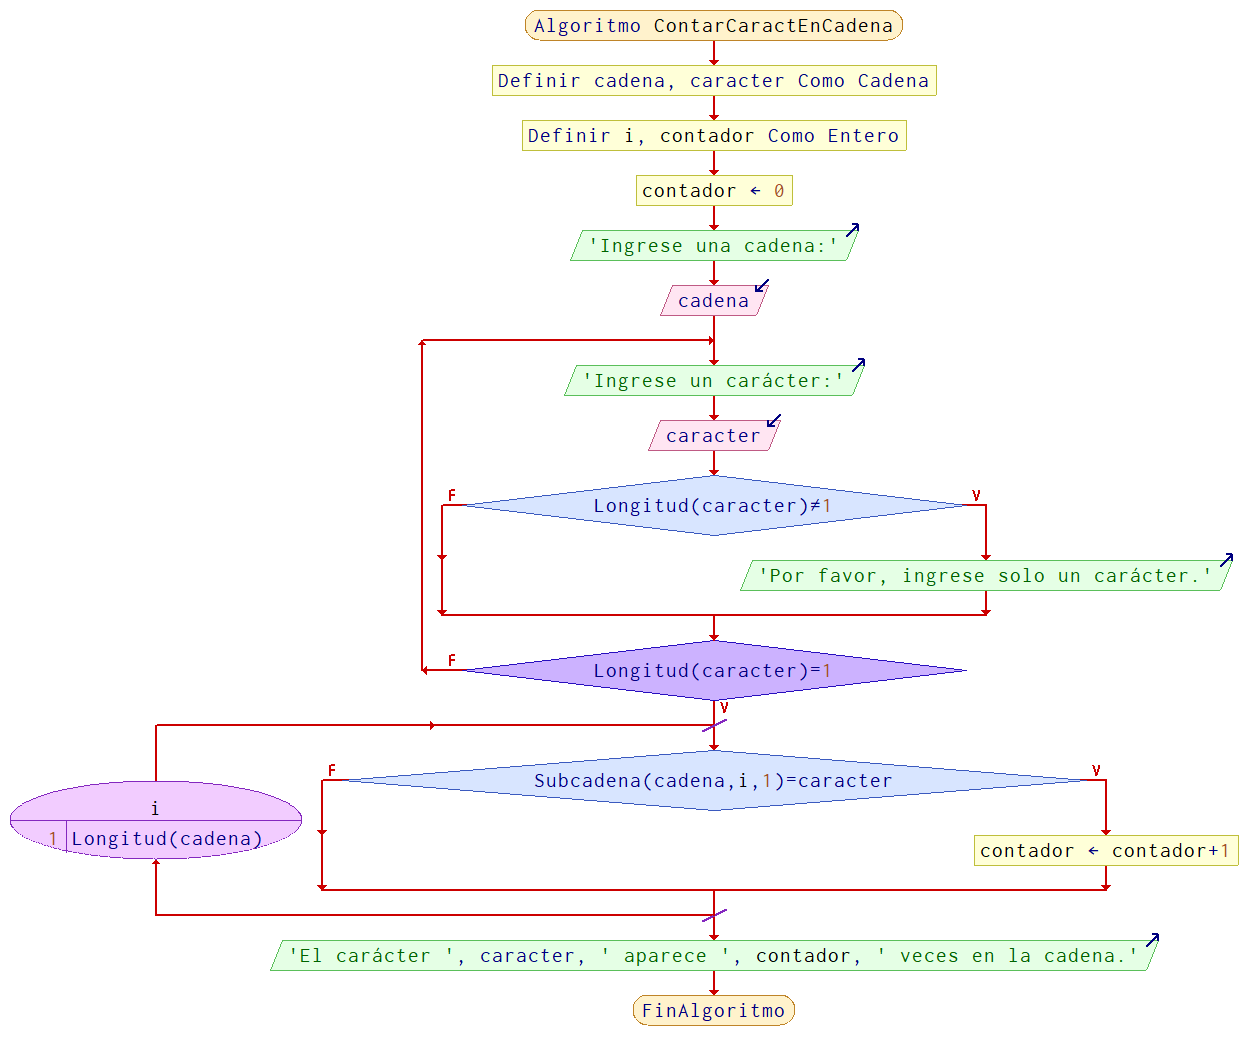 Algoritmo ContarCaractEnCadena
Definir cadena, caracter Como Cadena
Definir i, contador Como Entero
contador ← 0
'Ingrese una cadena:'
cadena
'Ingrese un carácter:'
caracter
F
Longitud(caracter)≠1
V
'Por favor, ingrese solo un carácter.'
F
Longitud(caracter)=1
V
F
Subcadena(cadena,i,1)=caracter
V
i
1 Longitud(cadena)
contador ← contador+1
'El carácter ', caracter, ' aparece ', contador, ' veces en la cadena.'
FinAlgoritmo